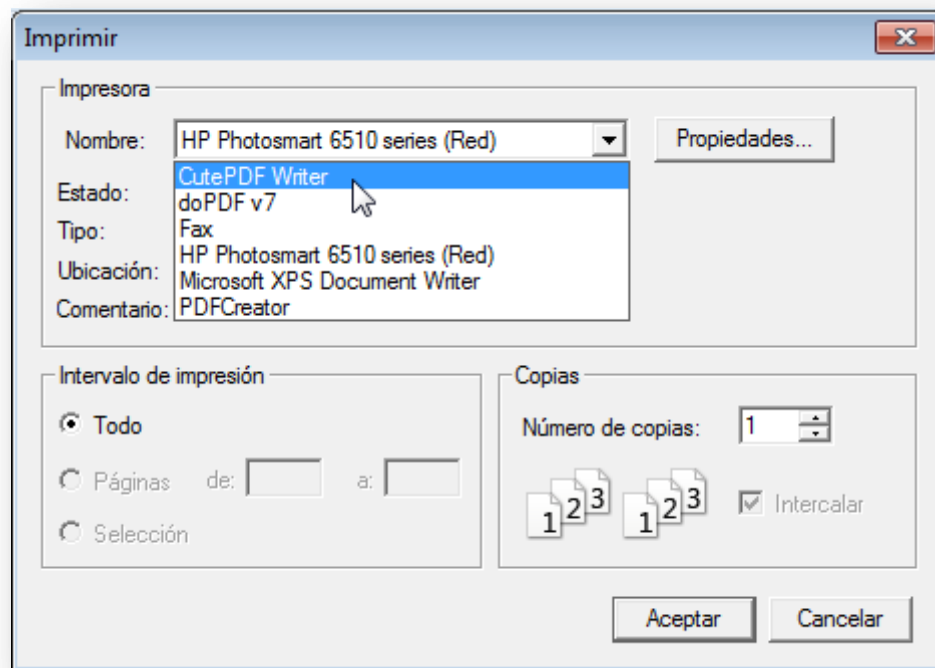 Imprimir
Impresora
Nombre: HP Photosmart 6510 series (Red) Propiedades...
CutePDF Writer
Estado: doPDF v7
Tipo: Fax
HP Photosmart 6510 series (Red)
Ubicación: Microsoft XPS Document Writer
Comentario: PDFCreator
Intervalo de impresión
Todo
Páginas de: a:
Selección
Copias
Número de copias: 1
1 2 3 1 2 3 Intercalar
Aceptar Cancelar